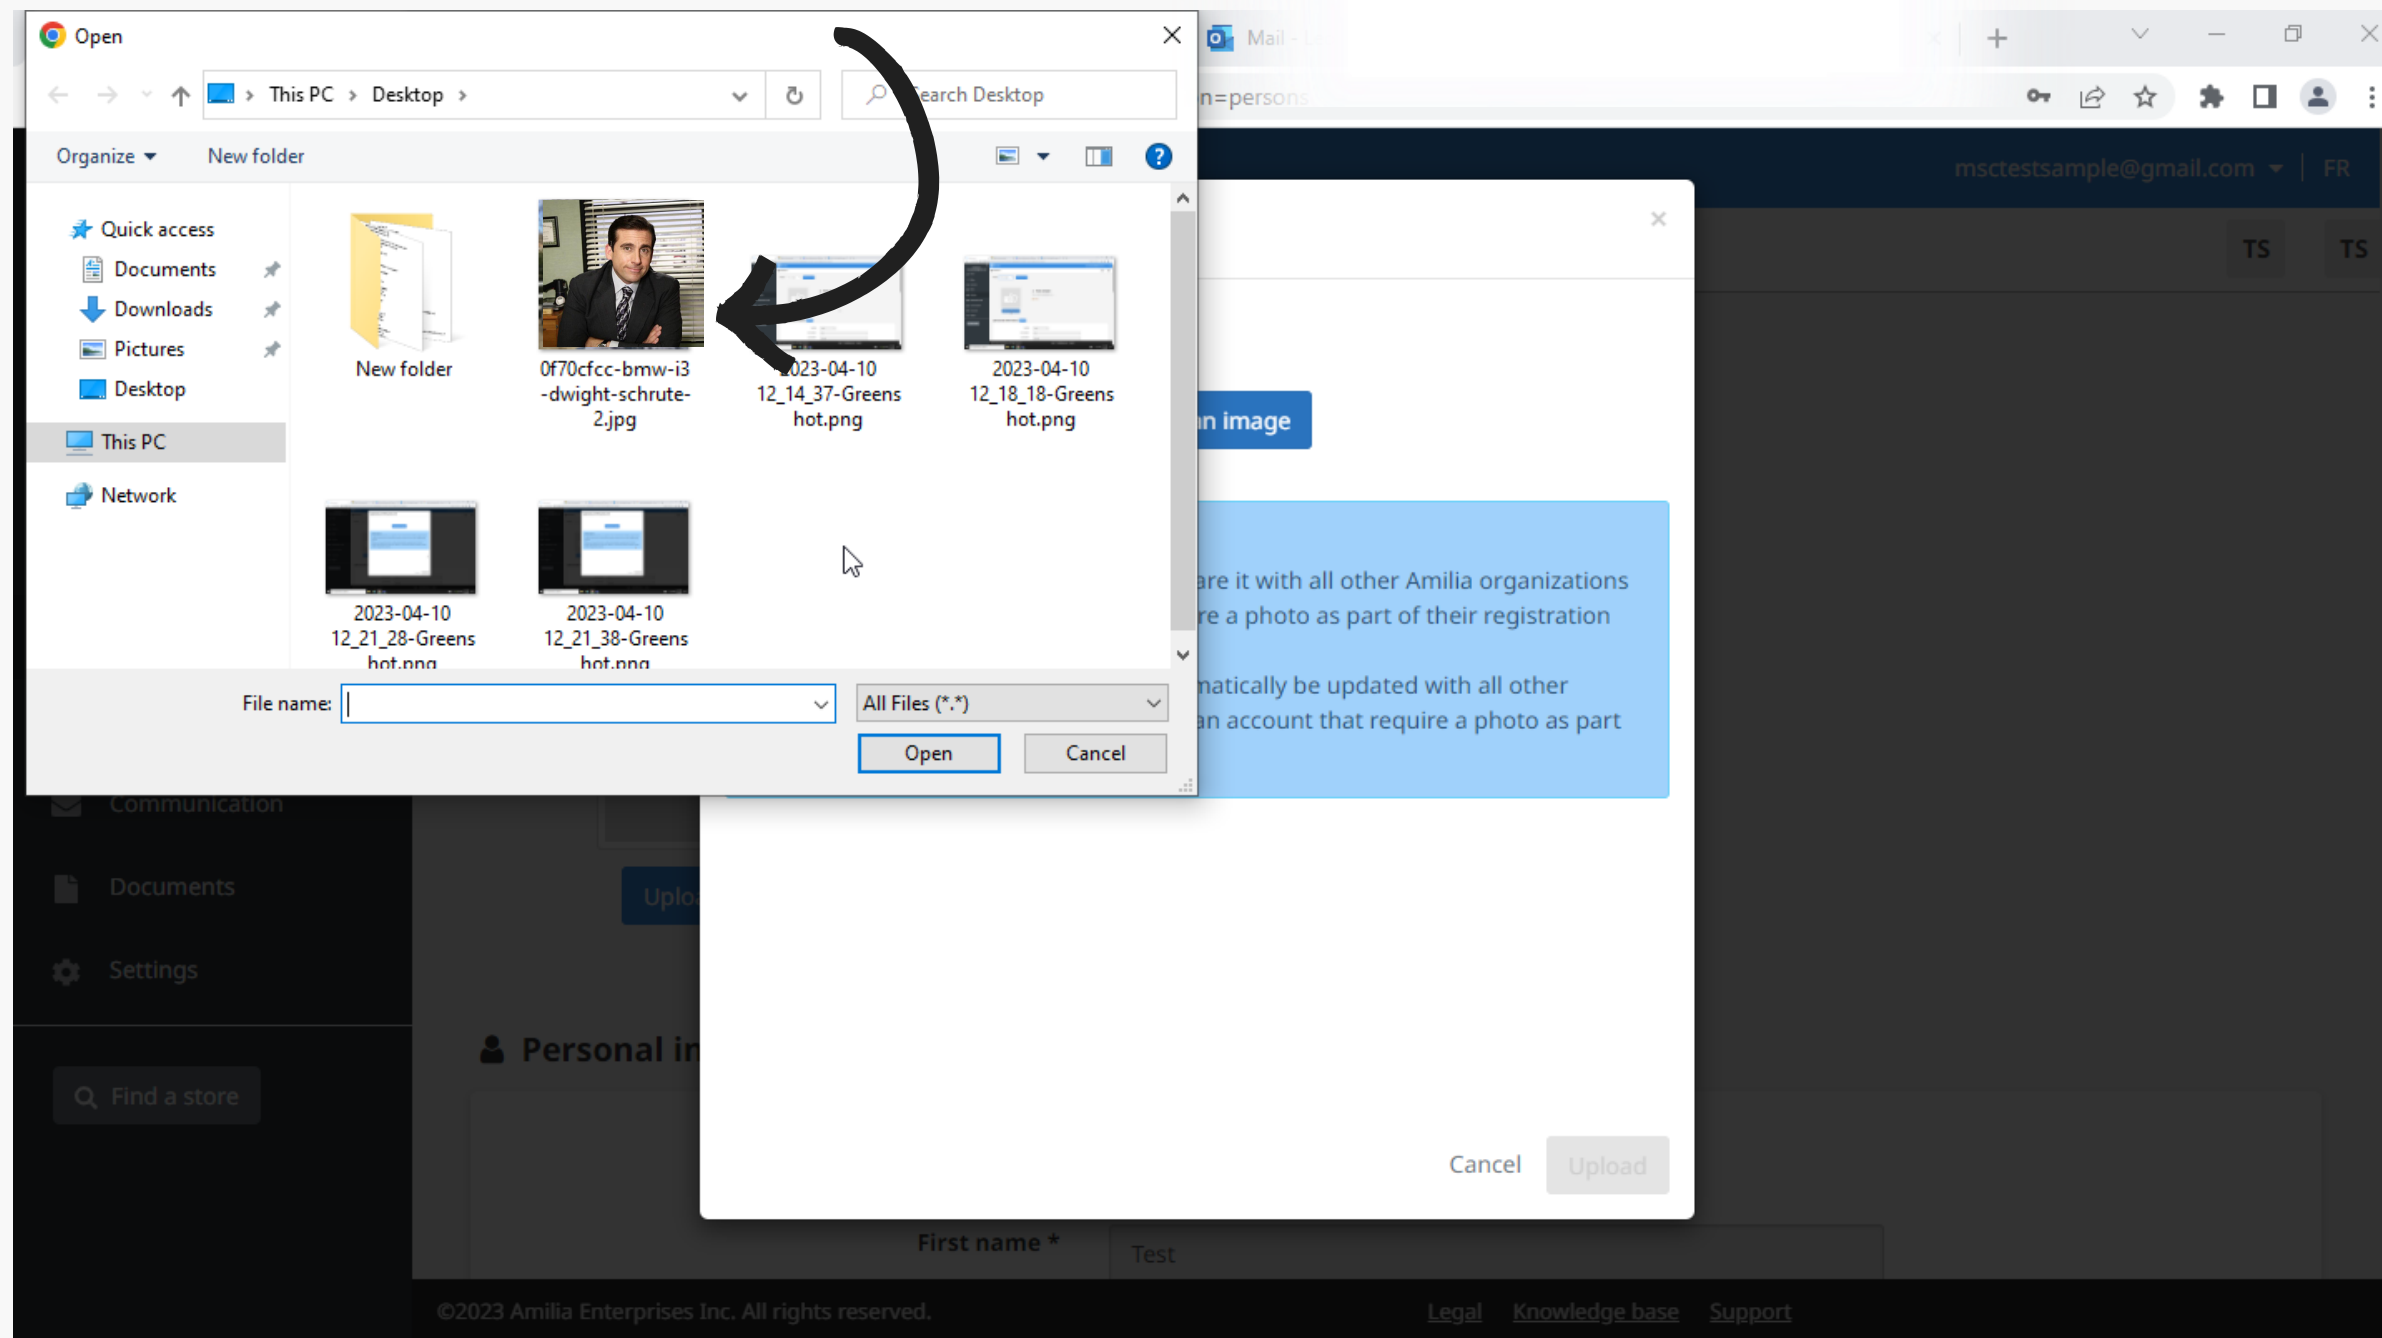 Open
Mail -
This PC > Desktop >
earch Desktop
n=persons
Organize
New folder
msctestsample@gmail.com
FR
TS
TS
Quick access
Documents
Downloads
Pictures
Desktop
This PC
Network
New folder
0f70cfcc-bmw-i3
-dwight-schrute-
2.jpg
2023-04-10
12_14_37-Greens
hot.png
2023-04-10
12_18_18-Greens
hot.png
2023-04-10
12_21_28-Greens
hot.png
2023-04-10
12_21_38-Greens
hot.png
File name:
All Files (*.*)
Open
Cancel
n image
are it with all other Amilia organizations
re a photo as part of their registration
matically be updated with all other
an account that require a photo as part
Communication
Documents
Settings
Find a store
Uploa
Personal in
Cancel
Upload
First name *
Test
©2023 Amilia Enterprises Inc. All rights reserved.
Legal
Knowledge base
Support